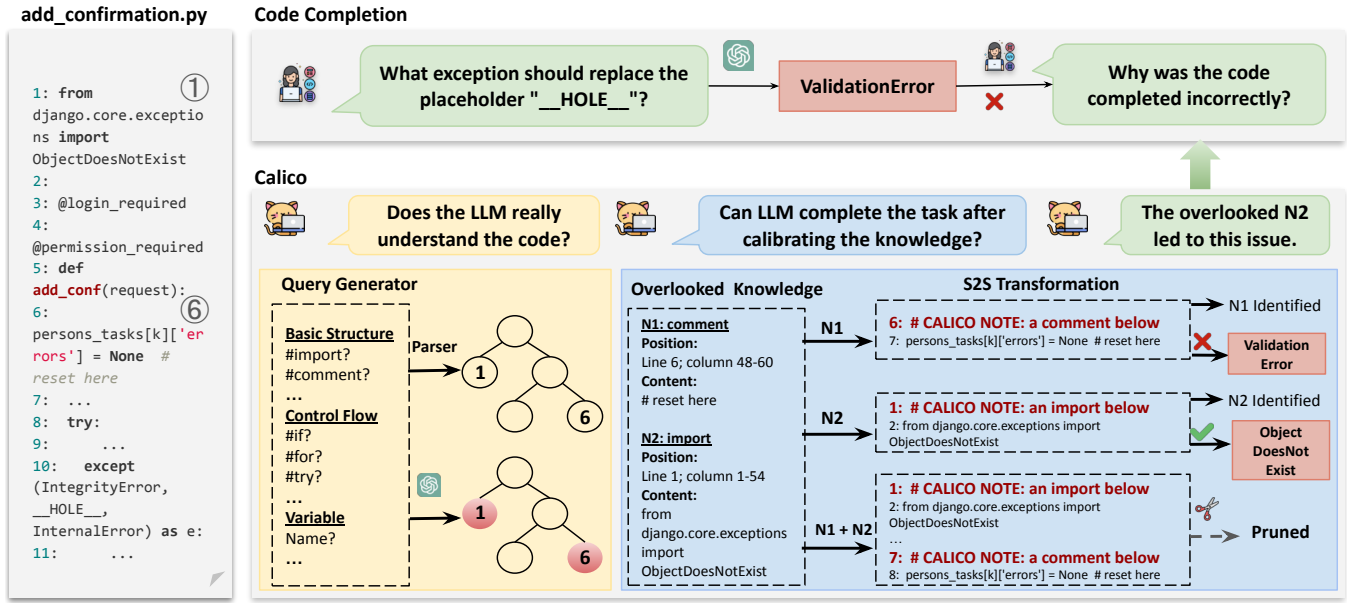 add_confirmation.py
①
1: from
django.core.exceptio
ns import
ObjectDoesNotExist
2:
3: @login_required
4:
@permission_required
5: def
add_conf(request):
⑥
6:
persons_tasks[k]['er
rors'] = None  #
reset here
7:  ...
8:  try:
9:     ...
10:   except
(IntegrityError,
__HOLE__,
InternalError) as e:
11:     ...
Code Completion
What exception should replace the
placeholder "__HOLE__"?
ValidationError
Why was the code
completed incorrectly?
Calico
Does the LLM really
understand the code?
Can LLM complete the task after
calibrating the knowledge?
The overlooked N2
led to this issue.
Query Generator
Basic Structure
#import?
#comment?
...
Control Flow
#if?
#for?
#try?
...
Variable
Name?
...
Parser
1
6
1
6
Overlooked Knowledge
N1: comment
Position:
Line 6; column 48-60
Content:
# reset here
N2: import
Position:
Line 1; column 1-54
Content:
from
django.core.exceptions
import
ObjectDoesNotExist
N1
N2
N1 + N2
S2S Transformation
6:  # CALICO NOTE: a comment below
7:  persons_tasks[k]['errors'] = None  # reset here
N1 Identified
Validation
Error
1:  # CALICO NOTE: an import below
2: from django.core.exceptions import
ObjectDoesNotExist
N2 Identified
Object
DoesNot
Exist
1:  # CALICO NOTE: an import below
2: from django.core.exceptions import
ObjectDoesNotExist
...
7:  # CALICO NOTE: a comment below
8:  persons_tasks[k]['errors'] = None  # reset here
Pruned